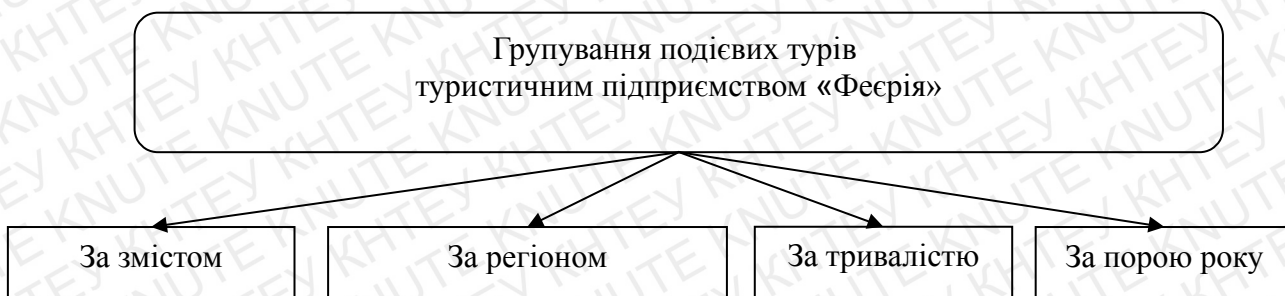 Групування подієвих турів
туристичним підприємством «Феєрія»
За змістом
За регіоном
За тривалістю
За порою року